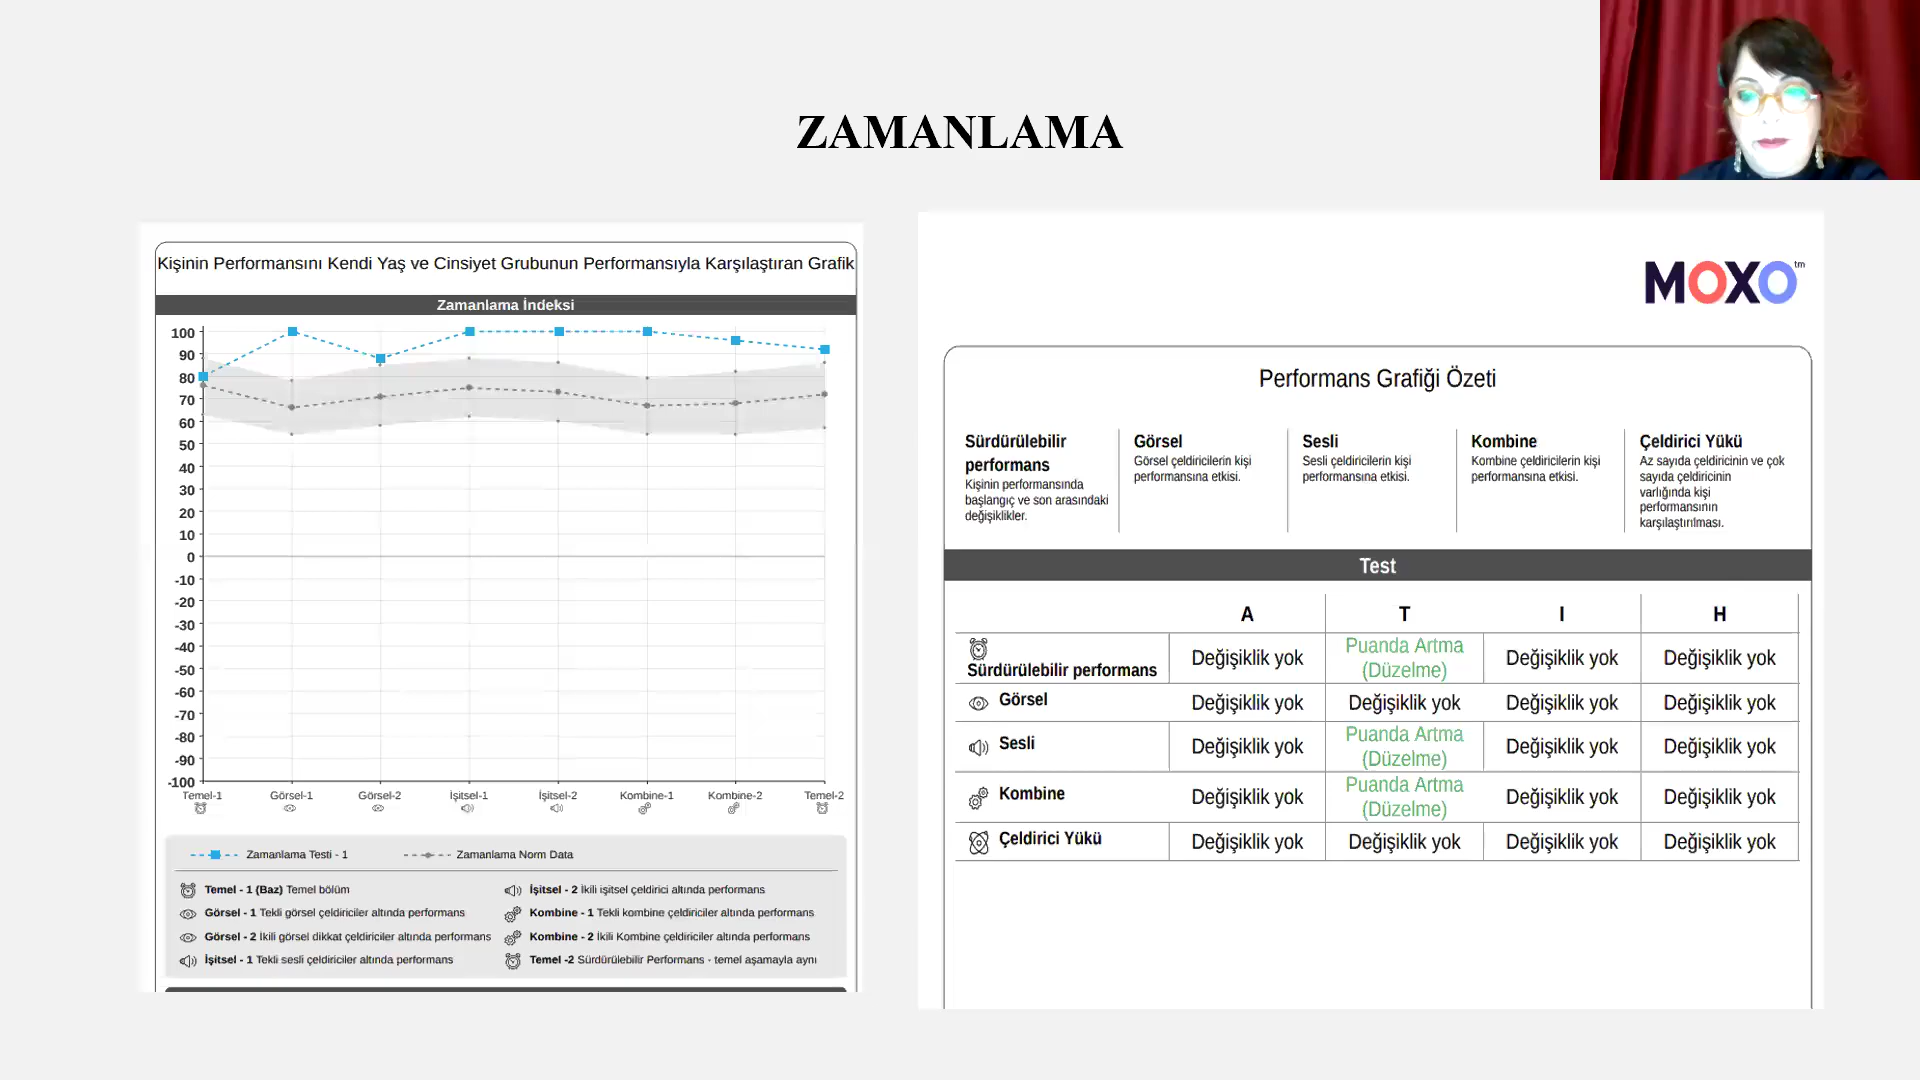 ZAMANLAMA
Kişinin Performansını Kendi Yaş ve Cinsiyet Grubunun Performansıyla Karşılaştıran Grafik
Zamanlama İndeksi
100
90
80
70
60
50
40
30
20
10
0
-10
-20
-30
-40
-50
-60
-70
-80
-90
-100
Temel-1 Görsel-1 Görsel-2 İşitsel-1 İşitsel-2 Kombine-1 Kombine-2 Temel-2
Zamanlama Testi - 1 Zamanlama Norm Data
Temel - 1 (Baz) Temel bölüm
Görsel - 1 Tekli görsel çeldiriciler altında performans
Görsel - 2 İkili görsel dikkat çeldiriciler altında performans
İşitsel - 1 Tekli sesli çeldiriciler altında performans
İşitsel - 2 İkili işitsel çeldirici altında performans
Kombine - 1 Tekli kombine çeldiriciler altında performans
Kombine - 2 İkili Kombine çeldiriciler altında performans
Temel -2 Sürdürülebilir Performans - temel aşamayla aynı
MOXO tm
Performans Grafiği Özeti
Sürdürülebilir
performans
Kişinin performansında
başlangıç ve son arasındaki
değişiklikler.
Görsel
Görsel çeldiricilerin kişi
performansına etkisi.
Sesli
Sesli çeldiricilerin kişi
performansına etkisi.
Kombine
Kombine çeldiricilerin kişi
performansına etkisi.
Çeldirici Yükü
Az sayıda çeldiricinin ve çok
sayıda çeldiricinin
varlığında kişi
performansının
karşılaştırılması.
Test
A T I H
Sürdürülebilir performans Değişiklik yok Puanda Artma (Düzelme) Değişiklik yok Değişiklik yok
Görsel Değişiklik yok Değişiklik yok Değişiklik yok Değişiklik yok
Sesli Değişiklik yok Puanda Artma (Düzelme) Değişiklik yok Değişiklik yok
Kombine Değişiklik yok Puanda Artma (Düzelme) Değişiklik yok Değişiklik yok
Çeldirici Yükü Değişiklik yok Değişiklik yok Değişiklik yok Değişiklik yok